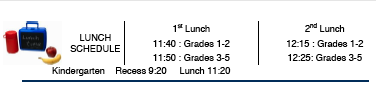 LUNCH SCHEDULE
1st Lunch
11:40 : Grades 1-2
11:50 : Grades 3-5
2nd Lunch
12:15 : Grades 1-2
12:25: Grades 3-5
Kindergarten Recess 9:20 Lunch 11:20